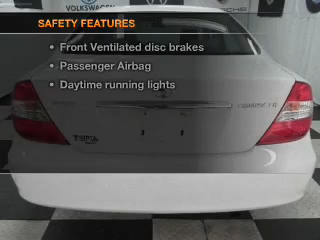 SAFETY FEATURES
• Front Ventilated disc brakes
• Passenger Airbag
• Daytime running lights